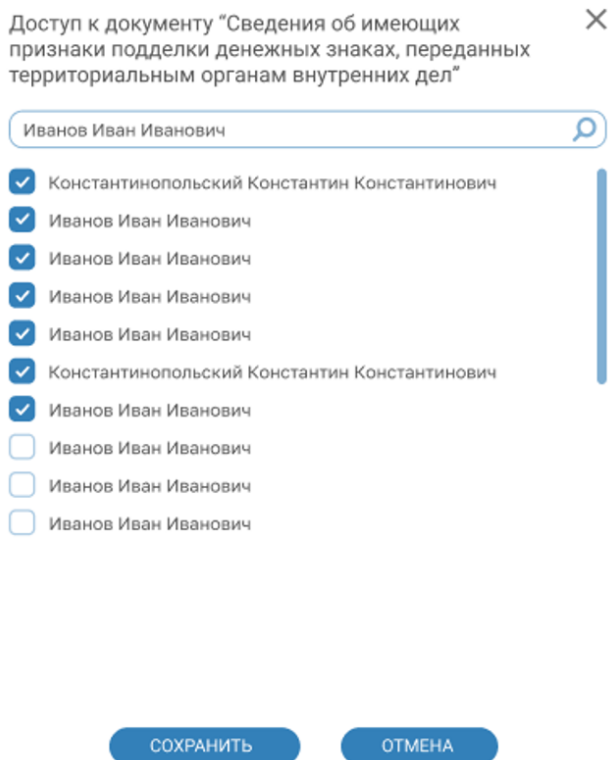 Доступ к документу “Сведения об имеющих
признаки подделки денежных знаках, переданных
территориальным органам внутренних дел”
Иванов Иван Иванович
Константинопольский Константин Константинович
Иванов Иван Иванович
Иванов Иван Иванович
Иванов Иван Иванович
Иванов Иван Иванович
Константинопольский Константин Константинович
Иванов Иван Иванович
Иванов Иван Иванович
Иванов Иван Иванович
Иванов Иван Иванович
СОХРАНИТЬ ОТМЕНА